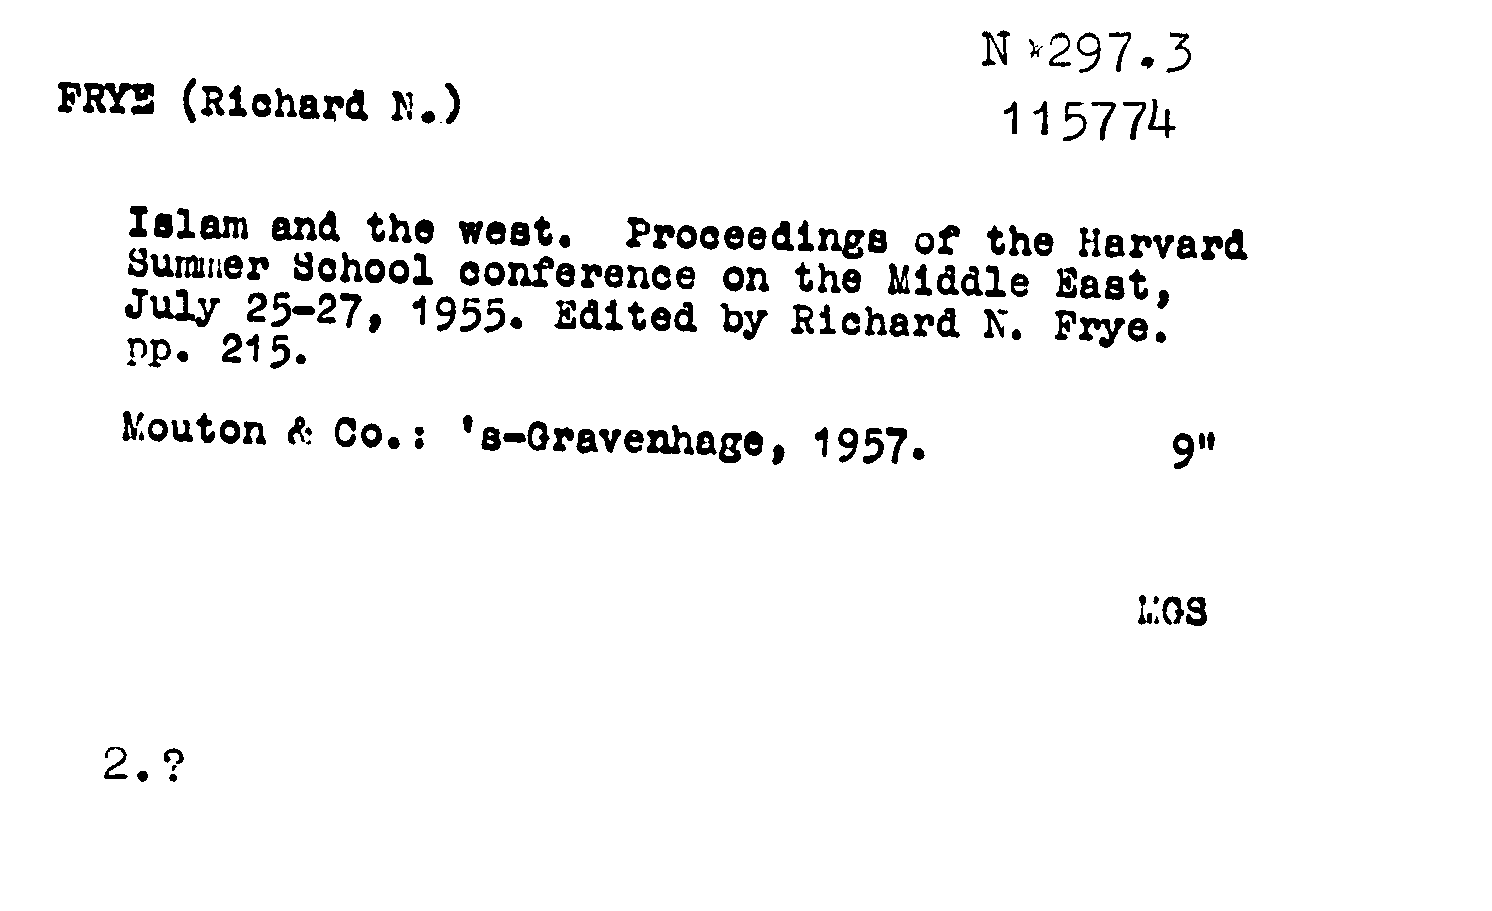 N *297.3
FRYE (Richard N.)
115774
Islam and the west. Proceedings of the Harvard
Summer School conference on the Middle East,
July 25-27, 1955. Edited by Richard N. Frye.
pp. 215.
Mouton & Co.: 's-Gravenhage, 1957. 9"
MGS
2.?